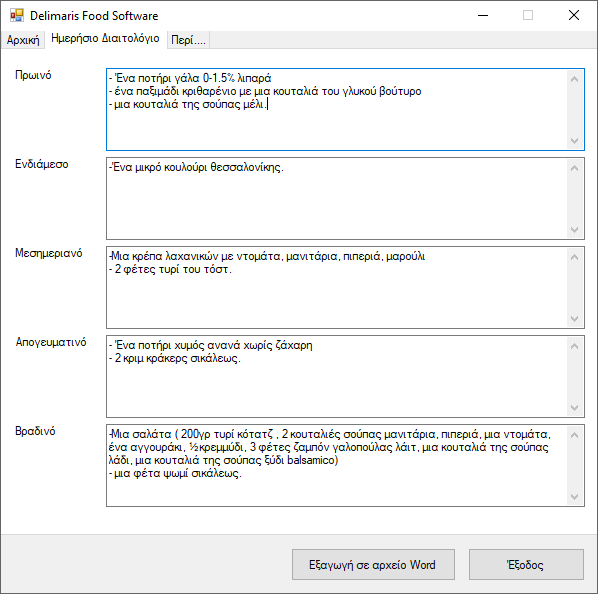 Delimaris Food Software
Αρχική Ημερήσιο Διαιτολόγιο Περί....
Πρωινό
- Ένα ποτήρι γάλα 0-1.5% λιπαρά
- ένα παξιμάδι κριθαρένιο με μια κουταλιά του γλυκού βούτυρο
- μια κουταλιά της σούπας μέλι.
Ενδιάμεσο
-Ένα μικρό κουλούρι θεσσαλονίκης.
Μεσημεριανό
-Μια κρέπα λαχανικών με ντομάτα, μανιτάρια, πιπεριά, μαρούλι
- 2 φέτες τυρί του τόστ.
Απογευματινό
- Ένα ποτήρι χυμός ανανά χωρίς ζάχαρη
- 2 κριμ κράκερς σικάλεως.
Βραδινό
-Μια σαλάτα ( 200γρ τυρί κότατζ , 2 κουταλιές σούπας μανιτάρια, πιπεριά, μια ντομάτα,
ένα αγγουράκι, ½ κρεμμύδι, 3 φέτες ζαμπόν γαλοπούλας λάιτ, μια κουταλιά της σούπας
λάδι, μια κουταλιά της σούπας ξύδι balsamico)
- μια φέτα ψωμί σικάλεως.
Εξαγωγή σε αρχείο Word Έξοδος